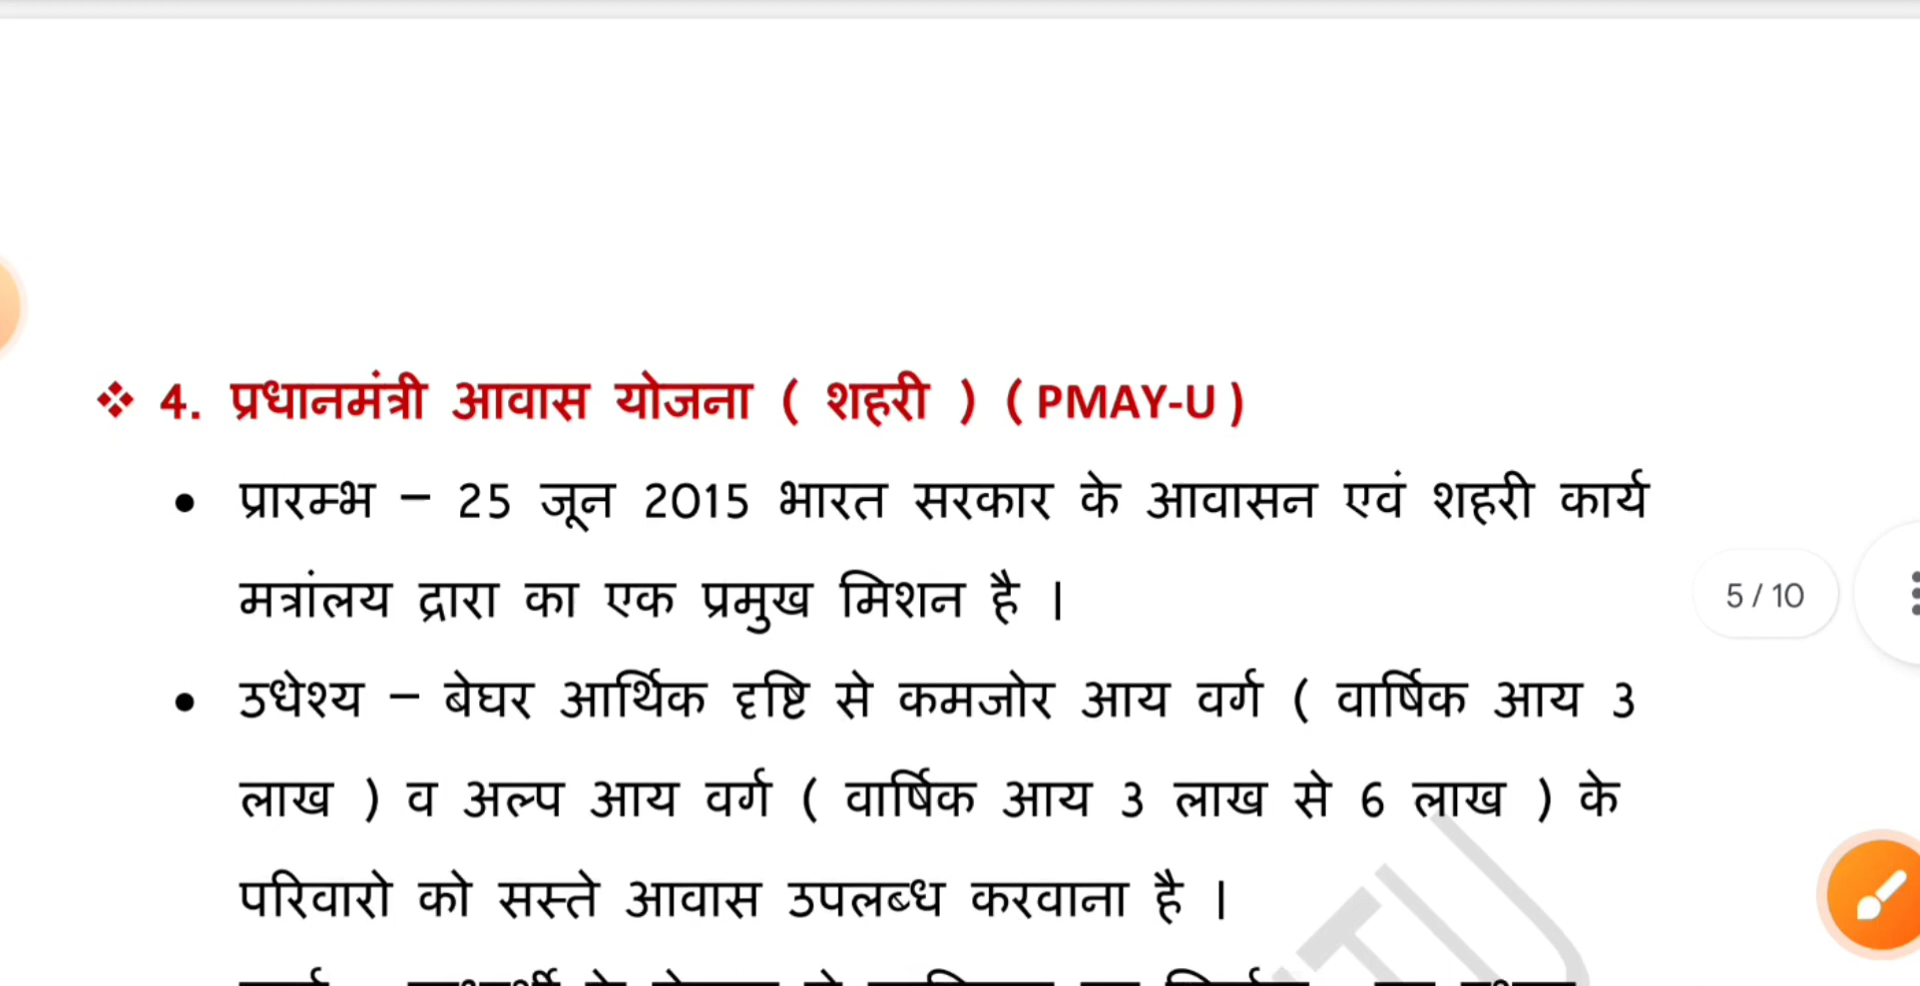 ❖ 4. प्रधानमंत्री आवास योजना ( शहरी ) ( PMAY-U )
• प्रारम्भ – 25 जून 2015 भारत सरकार के आवासन एवं शहरी कार्य
मत्रांलय द्रारा का एक प्रमुख मिशन है ।
5 / 10
• उधेश्य – बेघर आर्थिक दृष्टि से कमजोर आय वर्ग ( वार्षिक आय 3
लाख ) व अल्प आय वर्ग ( वार्षिक आय 3 लाख से 6 लाख ) के
परिवारो को सस्ते आवास उपलब्ध करवाना है ।